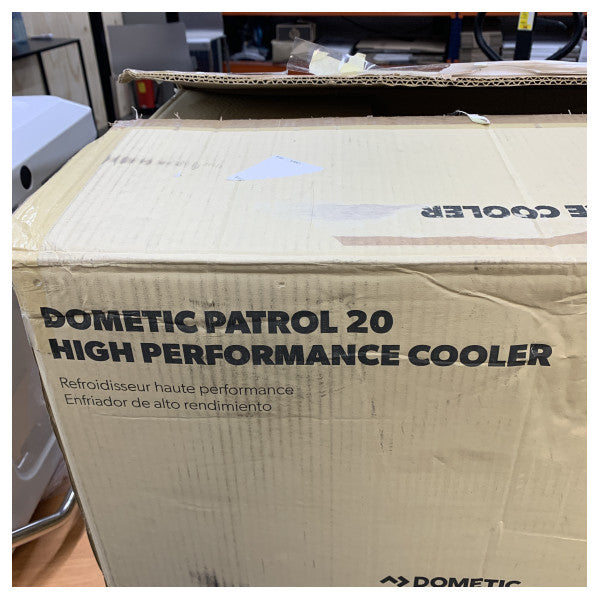 E COOLER
DOMETIC PATROL 20
HIGH PERFORMANCE COOLER
Refroidisseur haute performance
Enfriador de alto rendimiento
DOMETIC